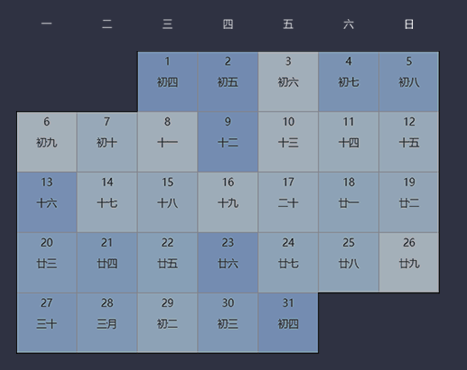 一 二 三 四 五 六 日
1 2 3 4 5
初四 初五 初六 初七 初八
6 7 8 9 10 11 12
初九 初十 十一 十二 十三 十四 十五
13 14 15 16 17 18 19
十六 十七 十八 十九 二十 廿一 廿二
20 21 22 23 24 25 26
廿三 廿四 廿五 廿六 廿七 廿八 廿九
27 28 29 30 31
三十 三月 初二 初三 初四